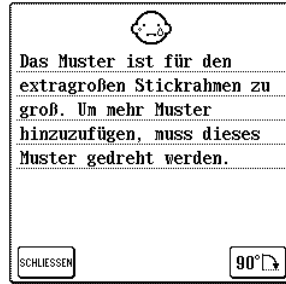 Das Muster ist für den
extragroßen Stickrahmen zu
groß. Um mehr Muster
hinzuzufügen, muss dieses
Muster gedreht werden.
SCHLIESSEN
90°